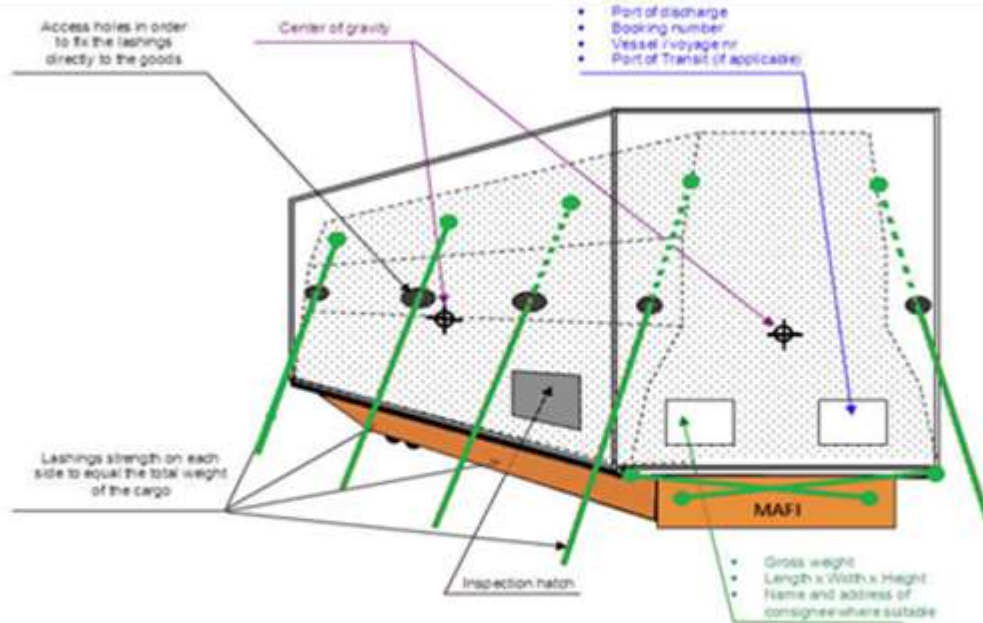 Access holes in order
to fix the lashings
directly to the goods
Center of gravity
• Port of discharge
• Booking number
• Vessel / voyage nr
• Port of Transit (if applicable)
Lashings strength on each
side to equal the total weight
of the cargo
MAFI
Inspection hatch
• Gross weight
• Length x Width x Height
• Name and address of
consignee where suitable